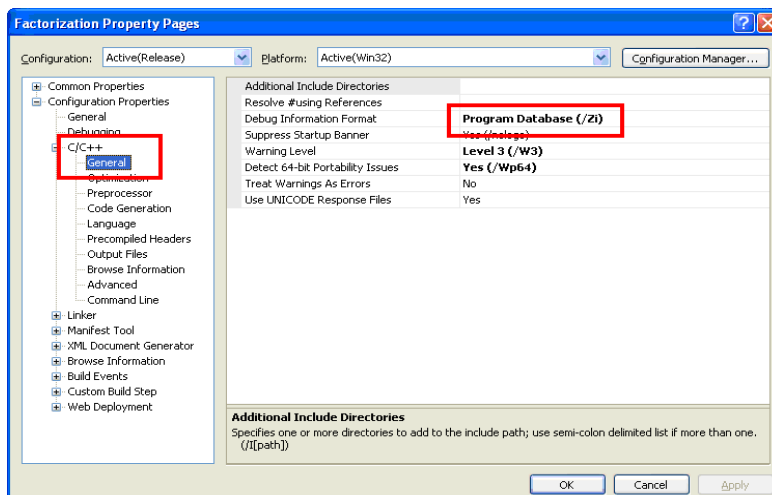 Factorization Property Pages
Configuration: Active(Release) Platform: Active(Win32) Configuration Manager...
Common Properties
Configuration Properties
General
Debugging
C/C++
General
Optimization
Preprocessor
Code Generation
Language
Precompiled Headers
Output Files
Browse Information
Advanced
Command Line
Linker
Manifest Tool
XML Document Generator
Browse Information
Build Events
Custom Build Step
Web Deployment
Additional Include Directories
Resolve #using References
Debug Information Format Program Database (/Zi)
Suppress Startup Banner Yes (/nologo)
Warning Level Level 3 (/W3)
Detect 64-bit Portability Issues Yes (/Wp64)
Treat Warnings As Errors No
Use UNICODE Response Files Yes
Additional Include Directories
Specifies one or more directories to add to the include path; use semi-colon delimited list if more than one.
(/I[path])
OK Cancel Apply